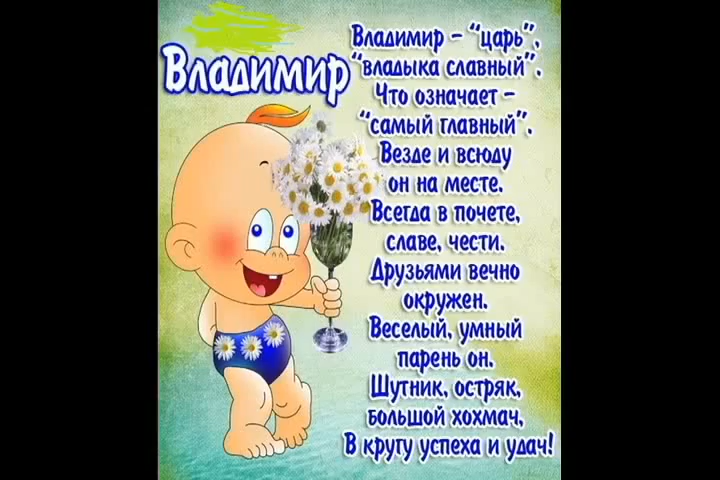 Владимир
Владимир – “царь”,
“владыка славный”.
Что означает –
“самый главный”.
Везде и всюду
он на месте.
Всегда в почете,
славе, чести.
Друзьями вечно
окружен.
Веселый, умный
парень он.
Шутник, остряк,
большой хохмач,
В кругу успеха и удач!